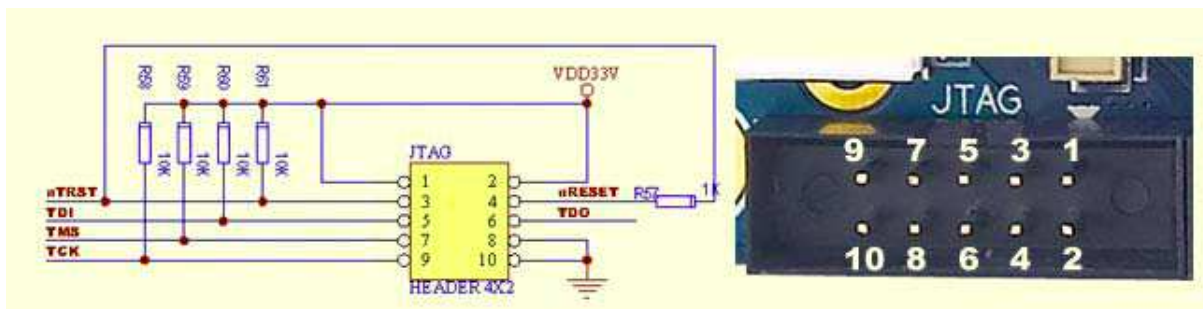 R58 R59 R60 R61
10K 10K 10K 10K
VDD33V
JTAG
1 2
nTRST 3 4 nRESET R57 1K
TDI 5 6 TDO
TMS 7 8
TCK 9 10
HEADER 4X2
JTAG
9 7 5 3 1
10 8 6 4 2